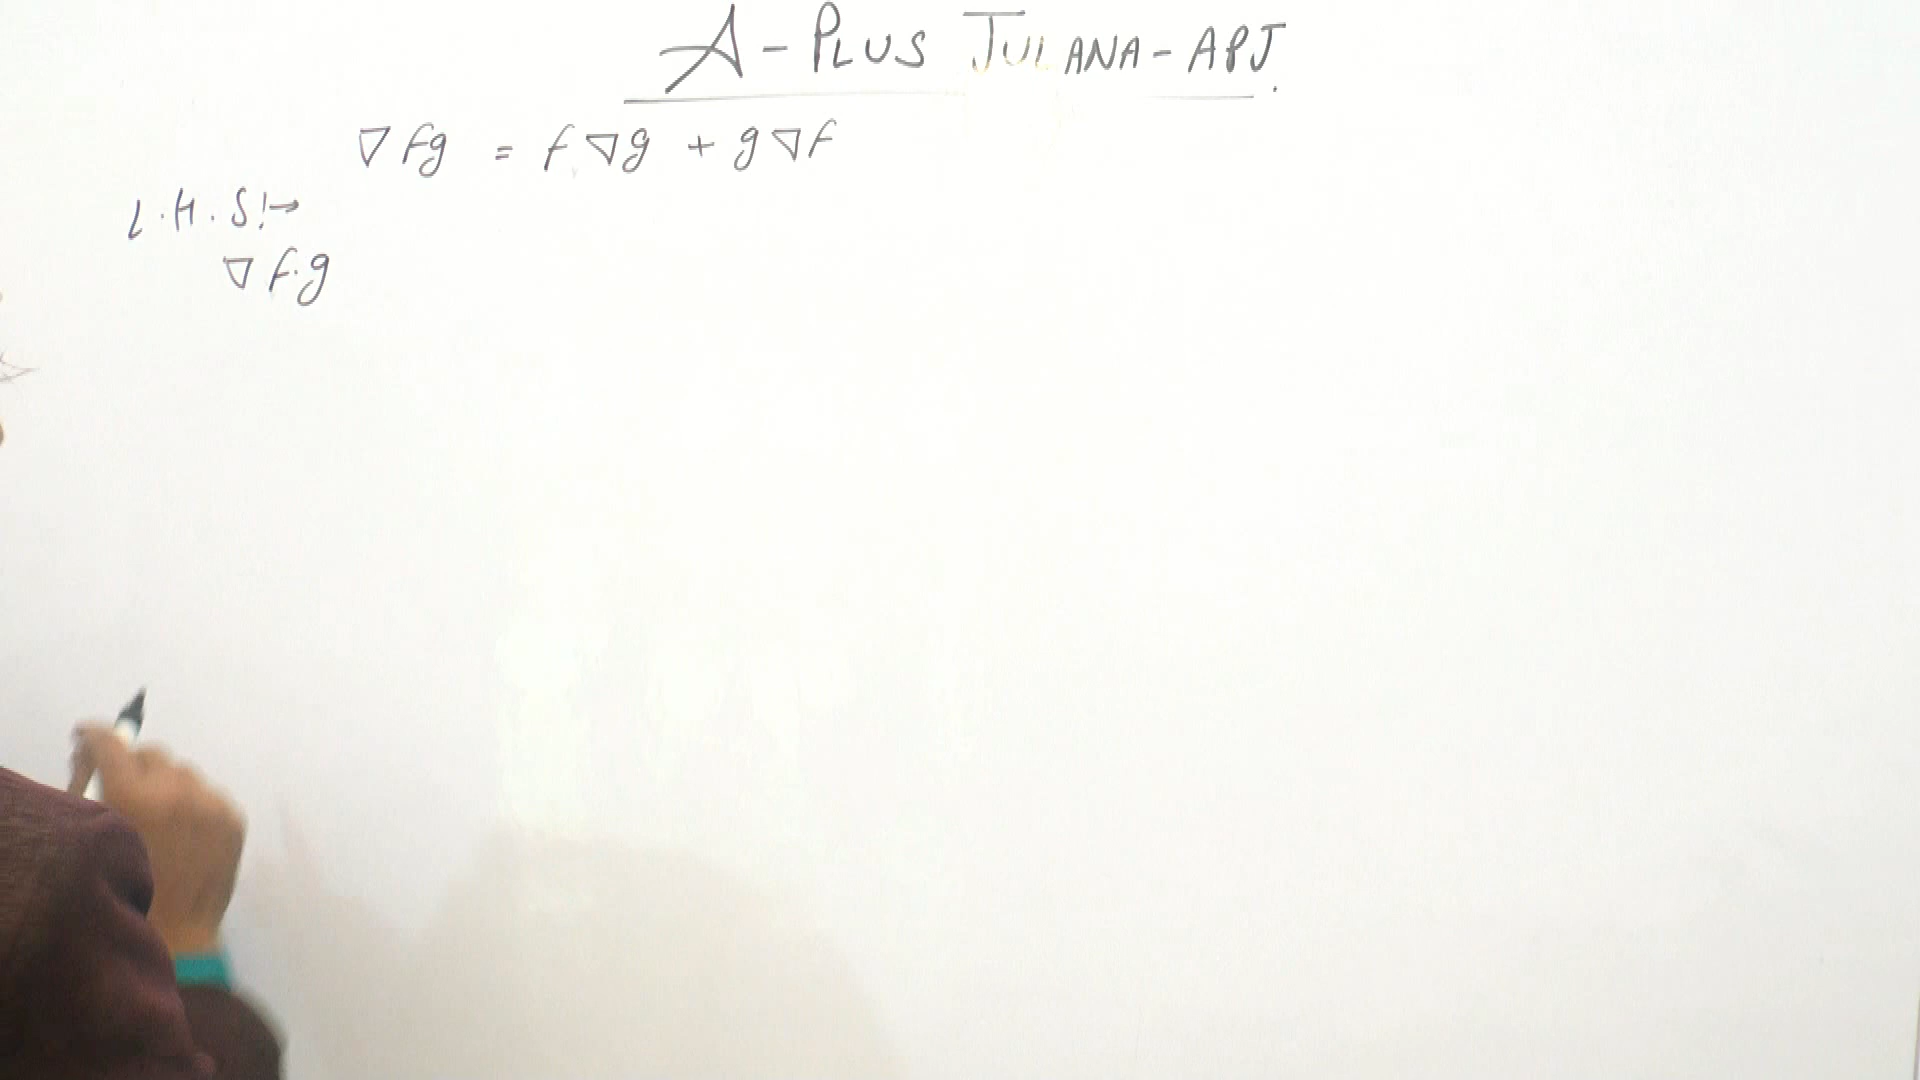 A-PLUS JULANA-APJ.
∇ fg = f ∇g + g ∇f
L.H.S:→
∇ f.g